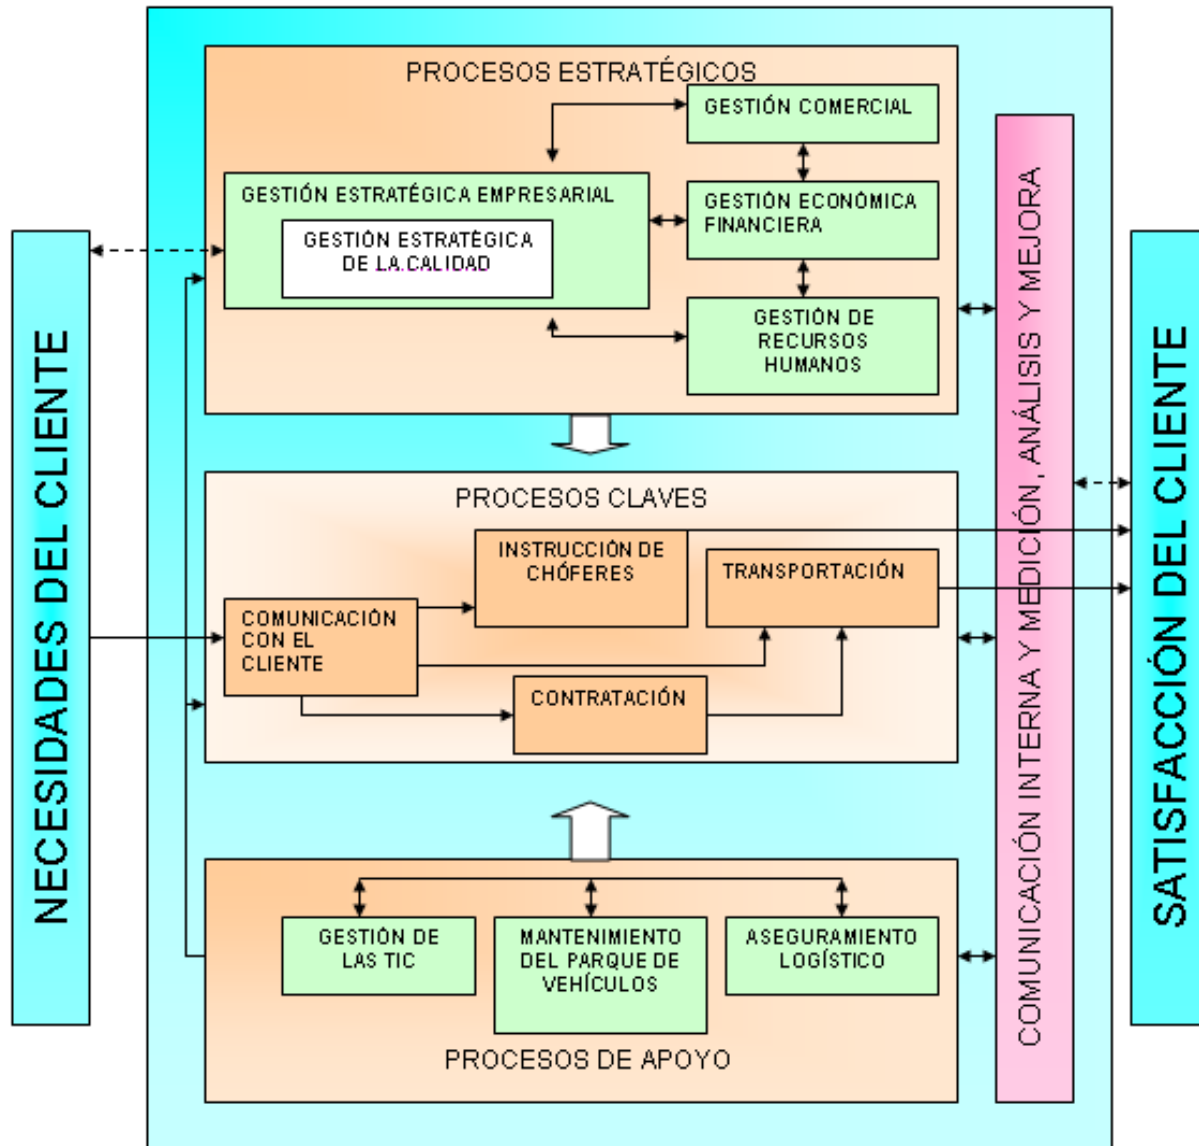 PROCESOS ESTRATÉGICOS
GESTIÓN COMERCIAL
GESTIÓN ESTRATÉGICA EMPRESARIAL
GESTIÓN ESTRATÉGICA
DE LA CALIDAD
GESTIÓN ECONÓMICA
FINANCIERA
GESTIÓN DE
RECURSOS
HUMANOS
NECESIDADES DEL CLIENTE
PROCESOS CLAVES
INSTRUCCIÓN DE
CHÓFERES
TRANSPORTACIÓN
COMUNICACIÓN
CON EL
CLIENTE
CONTRATACIÓN
COMUNICACIÓN INTERNA Y MEDICIÓN, ANÁLISIS Y MEJORA
SATISFACCIÓN DEL CLIENTE
GESTIÓN DE
LAS TIC
MANTENIMIENTO
DEL PARQUE DE
VEHÍCULOS
ASEGURAMIENTO
LOGÍSTICO
PROCESOS DE APOYO